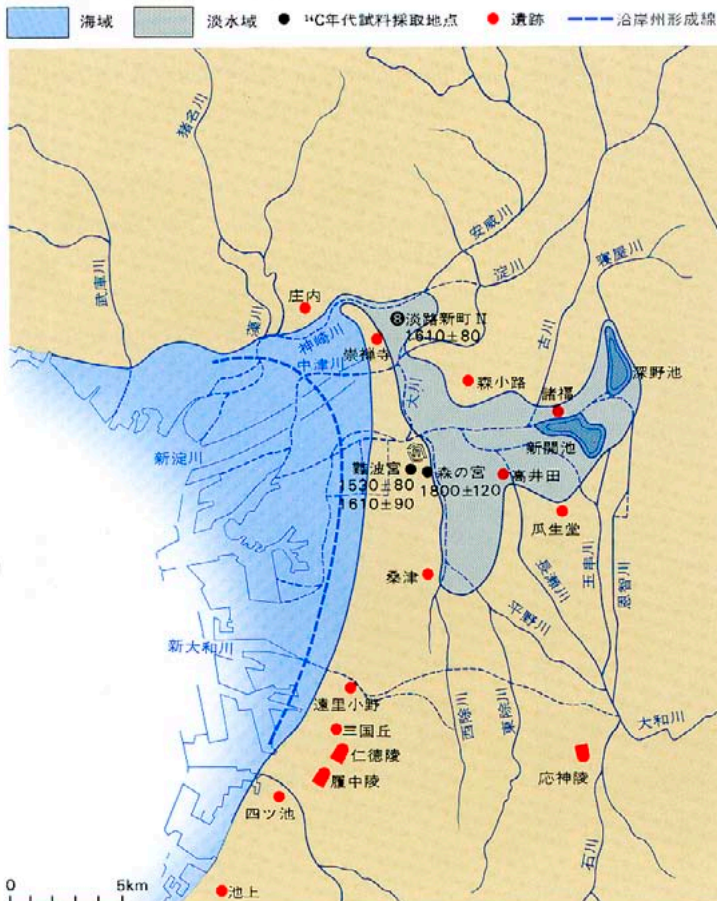 海域
淡水域
¹⁴C年代試料採取地点
遺跡
沿岸州形成線
猪名川
安威川
淀川
寝屋川
武庫川
庄内
藻川
⑧淡路新町Ⅱ
1610±80
古川
神崎川
中津川
崇禅寺
大川
森小路
深野池
諸福
新開池
新淀川
難波宮
1530±80
1610±90
森の宮
1800±120
高井田
瓜生堂
桑津
長瀬川
玉串川
恩智川
平野川
新大和川
西除川
東除川
大和川
遠里小野
三国丘
仁徳陵
履中陵
応神陵
四ツ池
石川
0
5km
池上